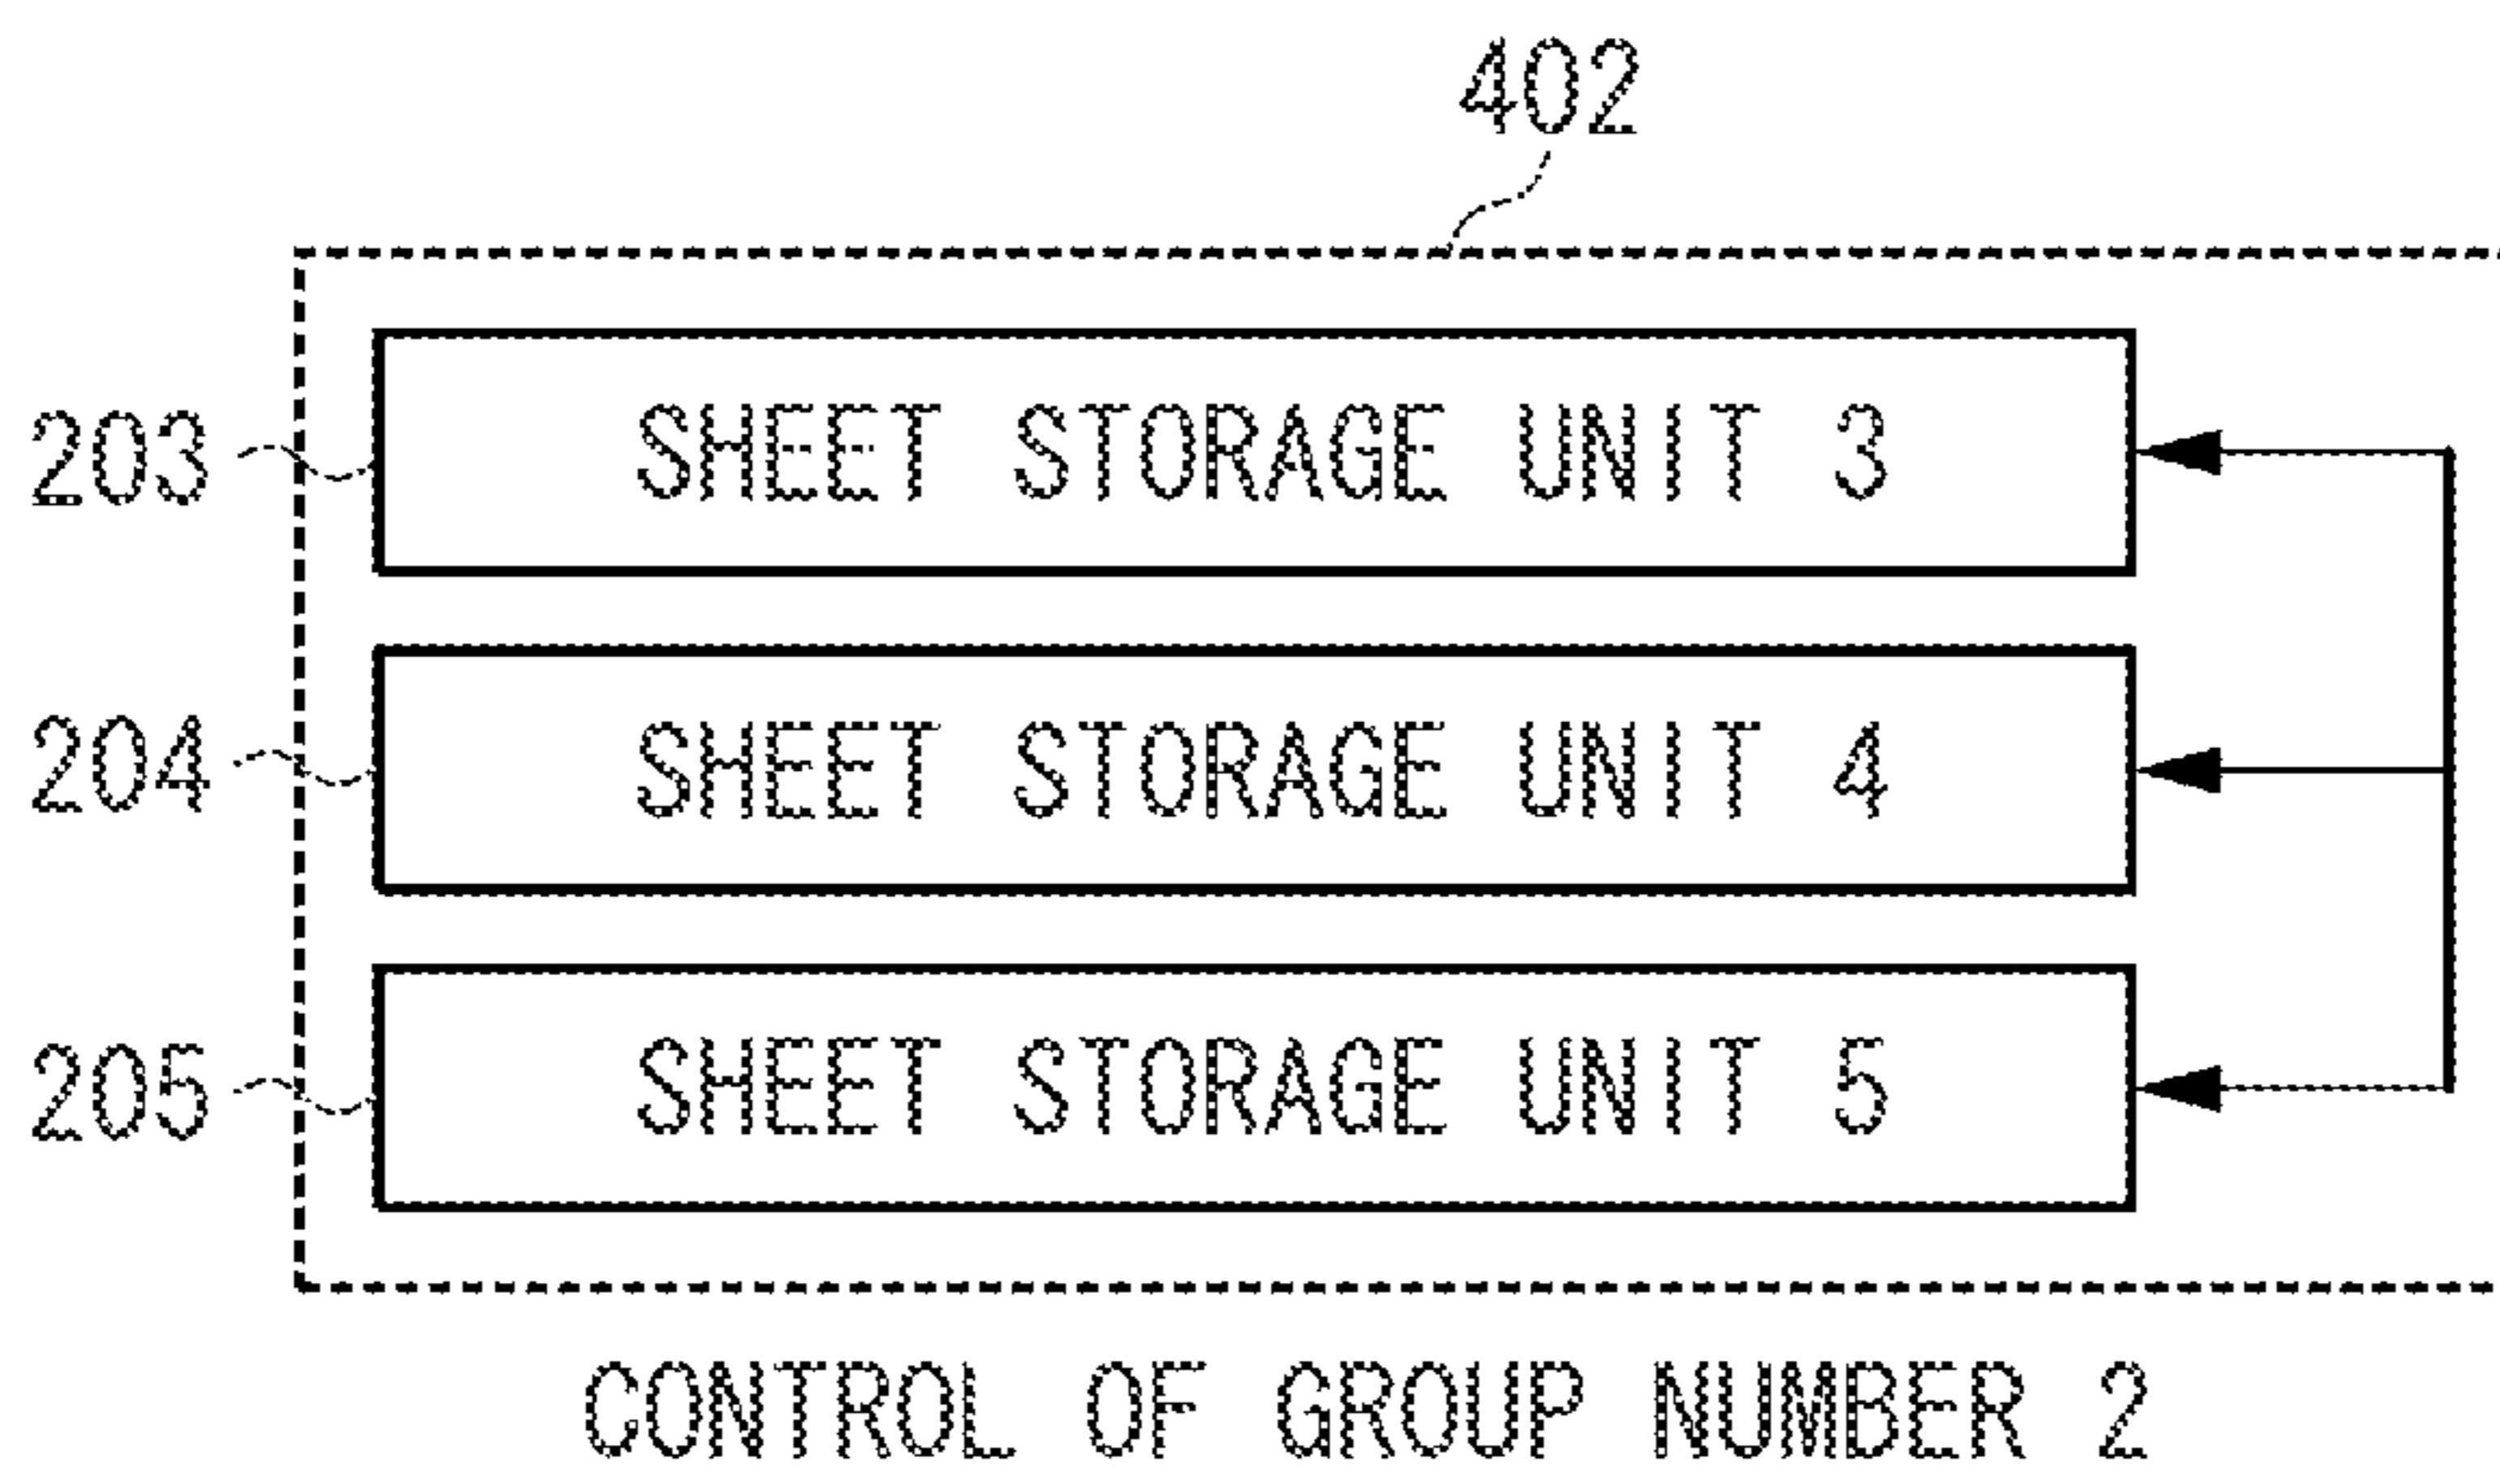 402
203 SHEET STORAGE UNIT 3
204 SHEET STORAGE UNIT 4
205 SHEET STORAGE UNIT 5
CONTROL OF GROUP NUMBER 2